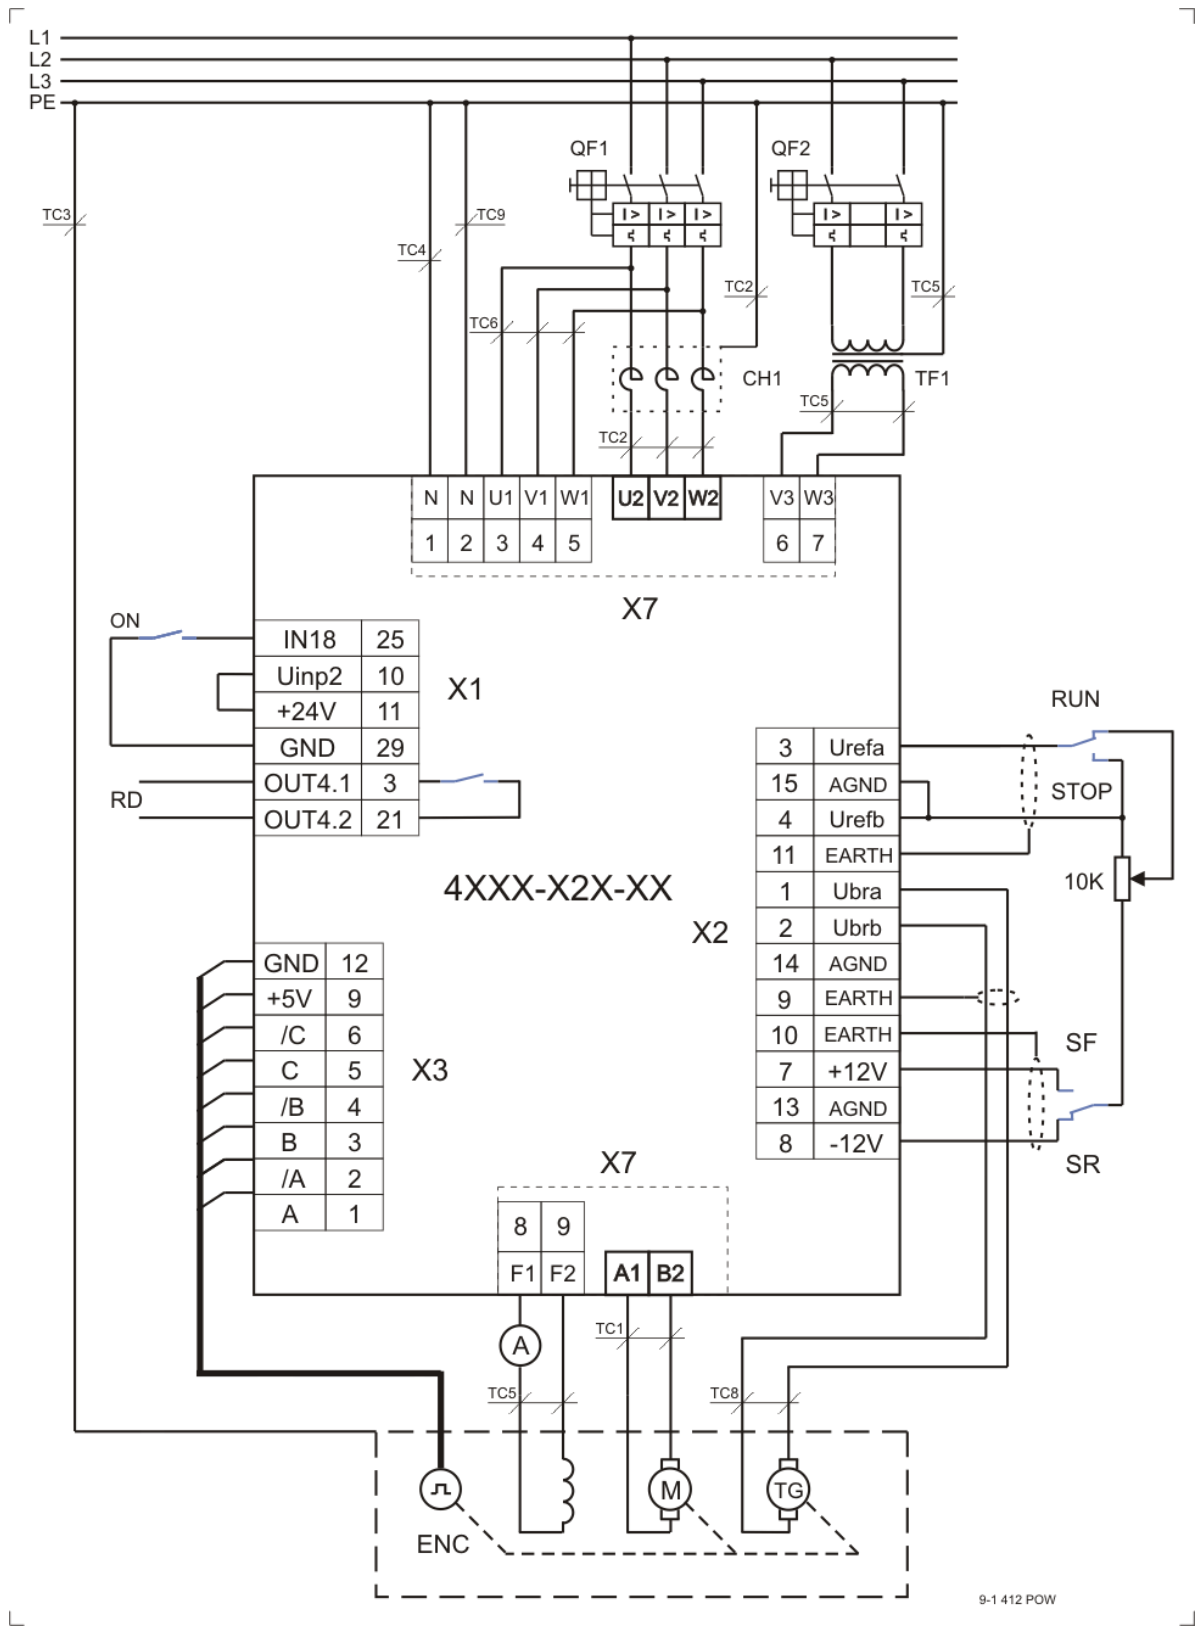 L1
L2
L3
PE
QF1
QF2
I >
I >
I >
I >
I >
TC3
TC9
TC4
TC2
TC5
TC6
CH1
TF1
TC5
TC2
N N U1 V1 W1 U2 V2 W2 V3 W3
1 2 3 4 5 6 7
X7
ON
IN18 25
Uinp2 10
+24V 11
GND 29
OUT4.1 3
OUT4.2 21
X1
RD
RUN
STOP
3 Urefa
15 AGND
4 Urefb
11 EARTH
1 Ubra
2 Ubrb
14 AGND
9 EARTH
10 EARTH
7 +12V
13 AGND
8 -12V
10K
4XXX-X2X-XX
X2
SF
SR
GND 12
+5V 9
/C 6
C 5
/B 4
B 3
/A 2
A 1
X3
X7
8 9
F1 F2 A1 B2
A
TC1
TC5
TC8
M
TG
ENC
9-1 412 POW